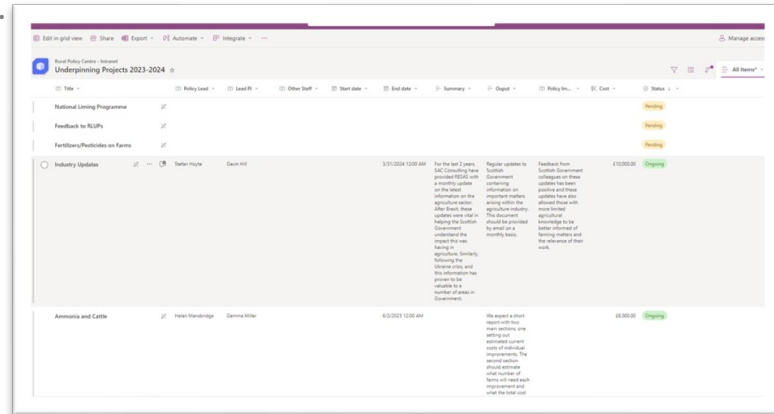 Edit in grid view Share Export Automate Integrate ... Manage access
Rural Policy Centre - Intranet
Underpinning Projects 2023-2024
All Items*
Title Policy Lead Lead PI Other Staff Start date End date Summary Ouput Policy Im... Cost Status
National Liming Programme Pending
Feedback to RLUPs Pending
Fertilizers/Pesticides on Farms Pending
Industry Updates ... Stefan Hoyte Gavin Hill 3/31/2024 12:00 AM £10,000.00 Ongoing
For the last 2 years,
SAC Consulting have
provided RESAS with
a monthly update
on the latest
information on the
agriculture sector.
After Brexit, these
updates were vital in
helping the Scottish
Government
understand the
impact this was
having in
agriculture. Similarly,
following the
Ukraine crisis, and
this information has
proven to be
valuable to a
number of areas in
Government.
Regular updates to
Scottish
Government
containing
information on
important matters
arising within the
agriculture industry.
This document
should be provided
by email on a
monthly basis.
Feedback from
Scottish Government
colleagues on these
updates has been
positive and these
updates have also
allowed those with
more limited
agricultural
knowledge to be
better informed of
farming matters and
the relevance of their
work.
Ammonia and Cattle Helen Mansbridge Gemma Miller 6/2/2023 12:00 AM £6,000.00 Ongoing
We expect a short
report with two
main sections, one
setting out
estimated current
costs of individual
improvements. The
second section
should estimate
what number of
farms will need each
improvement and
what the total cost